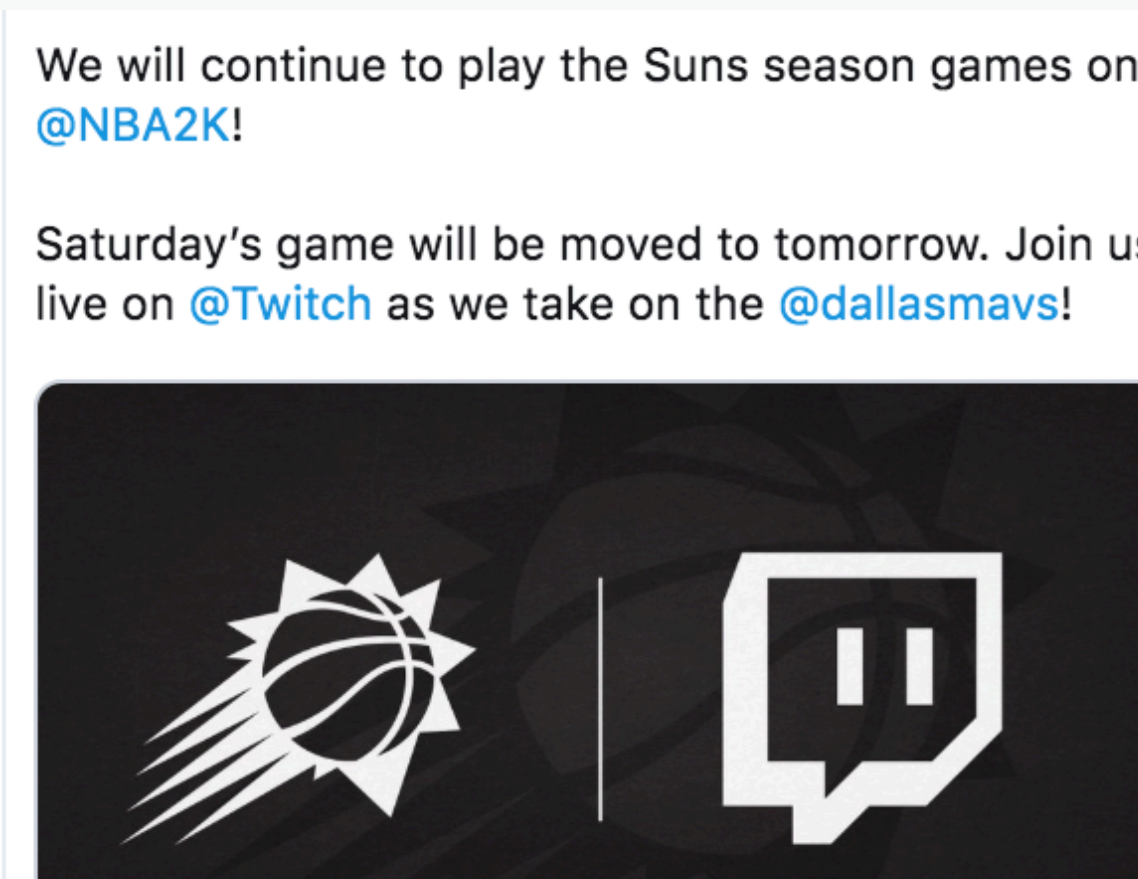 We will continue to play the Suns season games on
@NBA2K!
Saturday’s game will be moved to tomorrow. Join us
live on @Twitch as we take on the @dallasmavs!